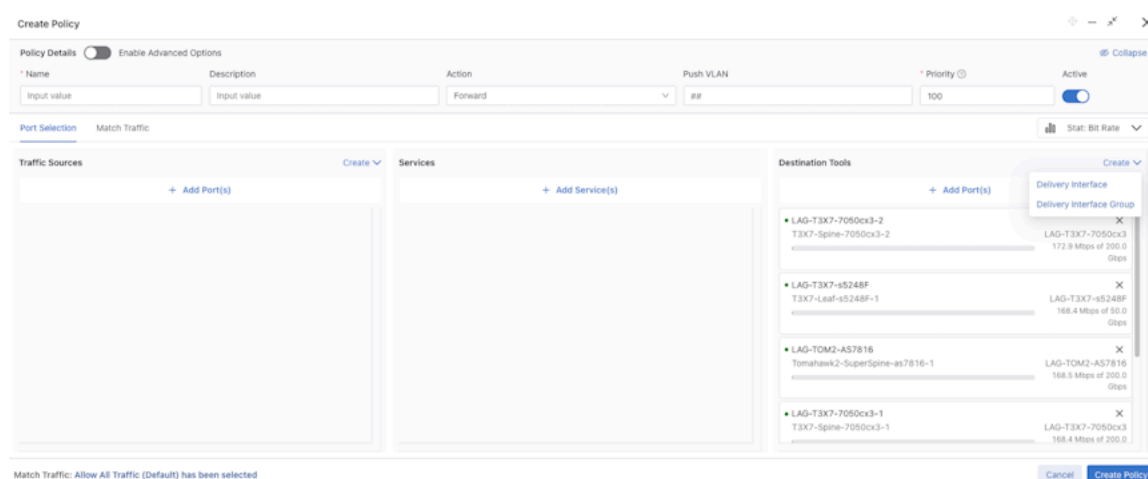 Create Policy
Policy Details Enable Advanced Options Collapse
* Name Description Action Push VLAN * Priority Active
Input value Input value Forward ## 100
Port Selection Match Traffic Stat: Bit Rate
Traffic Sources Create Services Destination Tools Create
+ Add Port(s) + Add Service(s) + Add Port(s)
Delivery Interface
Delivery Interface Group
LAG-T3X7-7050cx3-2
T3X7-Spine-7050cx3-2 LAG-T3X7-7050cx3
172.9 Mbps of 200.0
Gbps
LAG-T3X7-s5248F
T3X7-Leaf-s5248F-1 LAG-T3X7-s5248F
168.4 Mbps of 50.0
Gbps
LAG-TOM2-AS7816
Tomahawk2-SuperSpine-as7816-1 LAG-TOM2-AS7816
168.5 Mbps of 200.0
Gbps
LAG-T3X7-7050cx3-1
T3X7-Spine-7050cx3-1 LAG-T3X7-7050cx3
168.4 Mbps of 200.0
Match Traffic: Allow All Traffic (Default) has been selected Cancel Create Policy